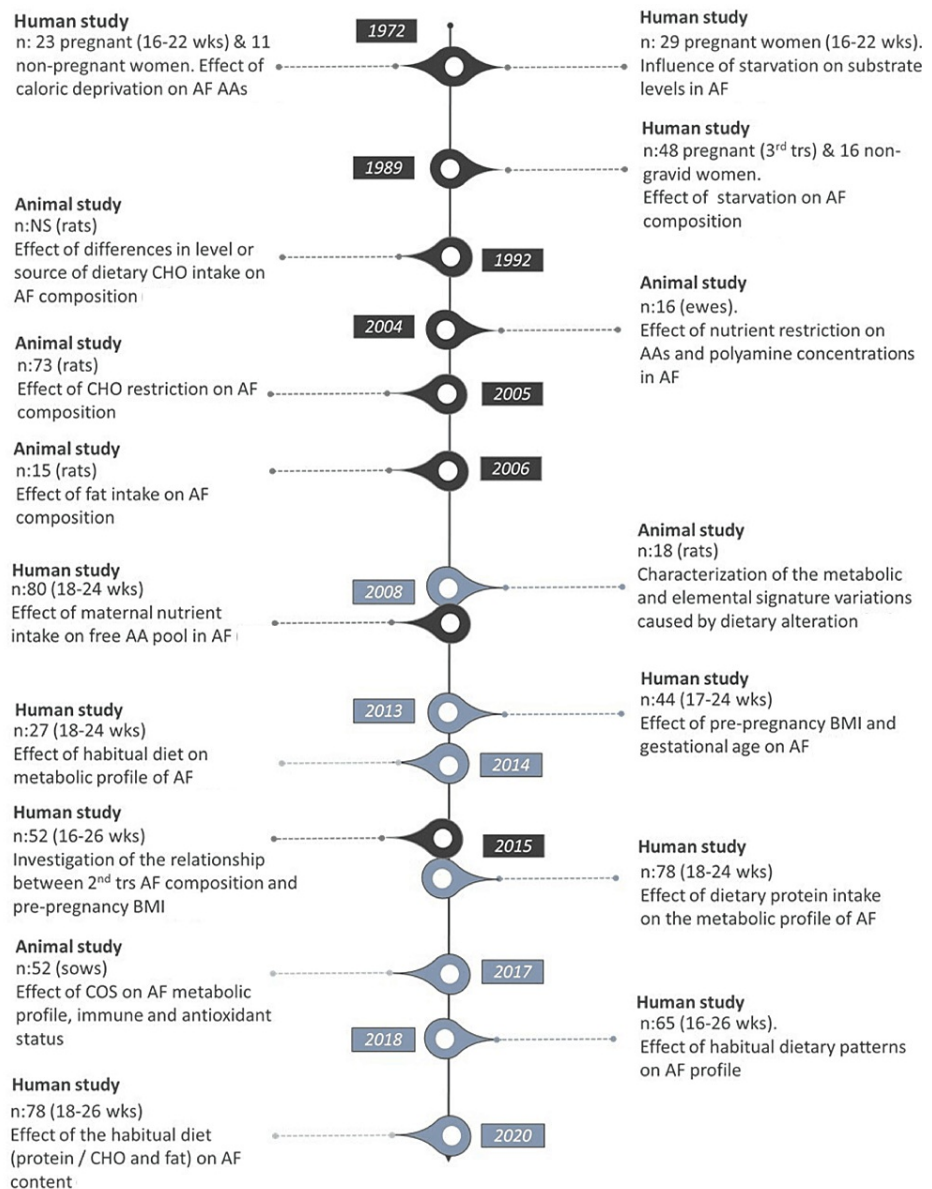 Human study
n: 23 pregnant (16-22 wks) & 11
non-pregnant women. Effect of
caloric deprivation on AF AAs
1972
Human study
n: 29 pregnant women (16-22 wks).
Influence of starvation on substrate
levels in AF
1989
Human study
n:48 pregnant (3rd trs) & 16 non-
gravid women.
Effect of starvation on AF
composition
Animal study
n:NS (rats)
Effect of differences in level or
source of dietary CHO intake on
AF composition
1992
2004
Animal study
n:16 (ewes).
Effect of nutrient restriction on
AAs and polyamine concentrations
in AF
Animal study
n:73 (rats)
Effect of CHO restriction on AF
composition
2005
Animal study
n:15 (rats)
Effect of fat intake on AF
composition
2006
Human study
n:80 (18-24 wks)
Effect of maternal nutrient
intake on free AA pool in AF
2008
Animal study
n:18 (rats)
Characterization of the metabolic
and elemental signature variations
caused by dietary alteration
2013
Human study
n:44 (17-24 wks)
Effect of pre-pregnancy BMI and
gestational age on AF
Human study
n:27 (18-24 wks)
Effect of habitual diet on
metabolic profile of AF
2014
Human study
n:52 (16-26 wks)
Investigation of the relationship
between 2nd trs AF composition and
pre-pregnancy BMI
2015
Human study
n:78 (18-24 wks)
Effect of dietary protein intake
on the metabolic profile of AF
Animal study
n:52 (sows)
Effect of COS on AF metabolic
profile, immune and antioxidant
status
2017
2018
Human study
n:65 (16-26 wks).
Effect of habitual dietary patterns
on AF profile
Human study
n:78 (18-26 wks)
Effect of the habitual diet
(protein / CHO and fat) on AF
content
2020